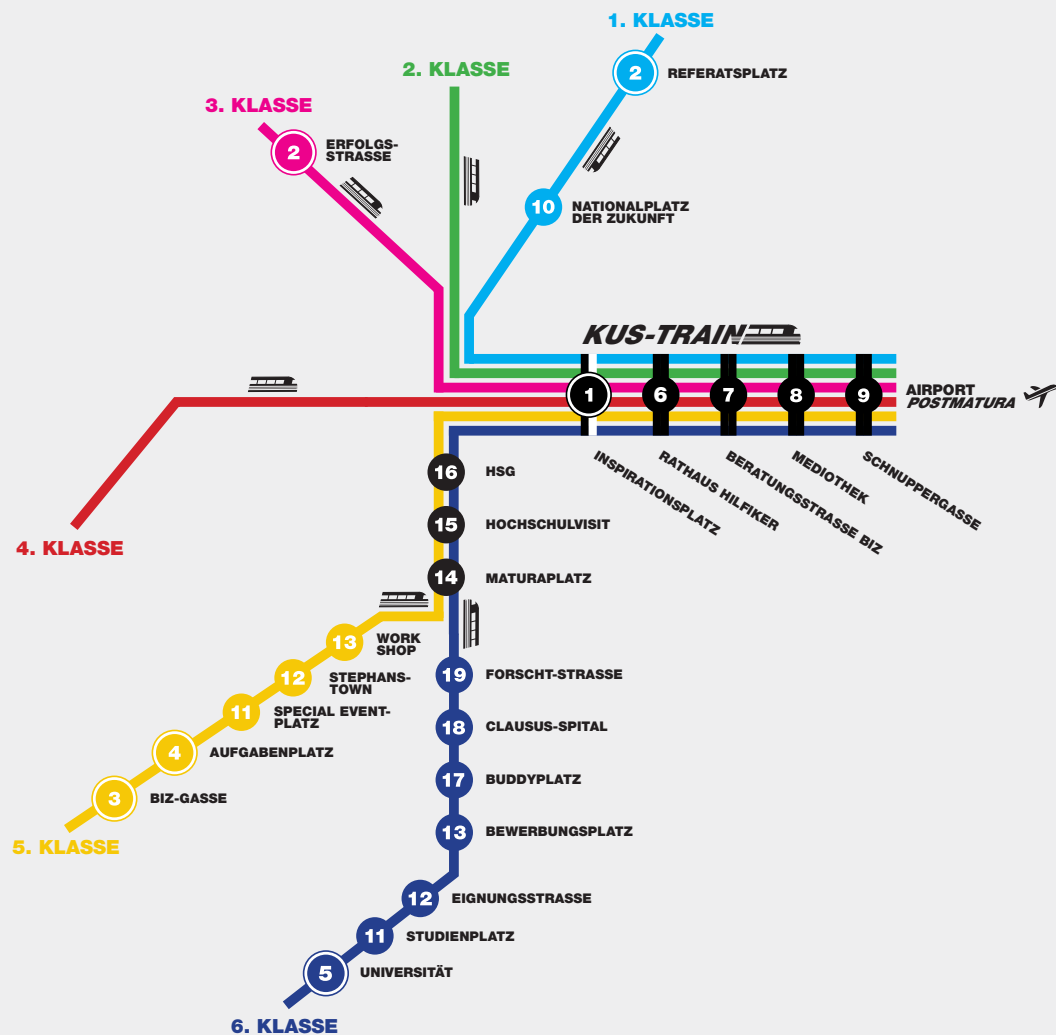 1. KLASSE
2
REFERATSPLATZ
2. KLASSE
3. KLASSE
2
ERFOLGS-
STRASSE
10
NATIONALPLATZ
DER ZUKUNFT
KUS-TRAIN
1
6
7
8
9
AIRPORT
POSTMATURA
INSPIRATIONSPLATZ
RATHAUS HILFIKER
BERATUNGSSTRASSE BIZ
MEDIOTHEK
SCHNUPPERGASSE
4. KLASSE
16
HSG
15
HOCHSCHULVISIT
14
MATURAPLATZ
13
WORK
SHOP
12
STEPHANS-
TOWN
11
SPECIAL EVENT-
PLATZ
4
AUFGABENPLATZ
3
BIZ-GASSE
5. KLASSE
19
FORSCHT-STRASSE
18
CLAUSUS-SPITAL
17
BUDDYPLATZ
13
BEWERBUNGSPLATZ
12
EIGNUNGSSTRASSE
11
STUDIENPLATZ
5
UNIVERSITÄT
6. KLASSE